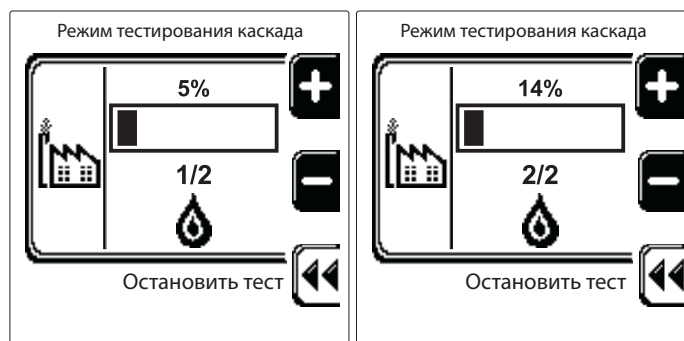 Режим тестирования каскада
5%
1/2
Остановить тест
Режим тестирования каскада
14%
2/2
Остановить тест